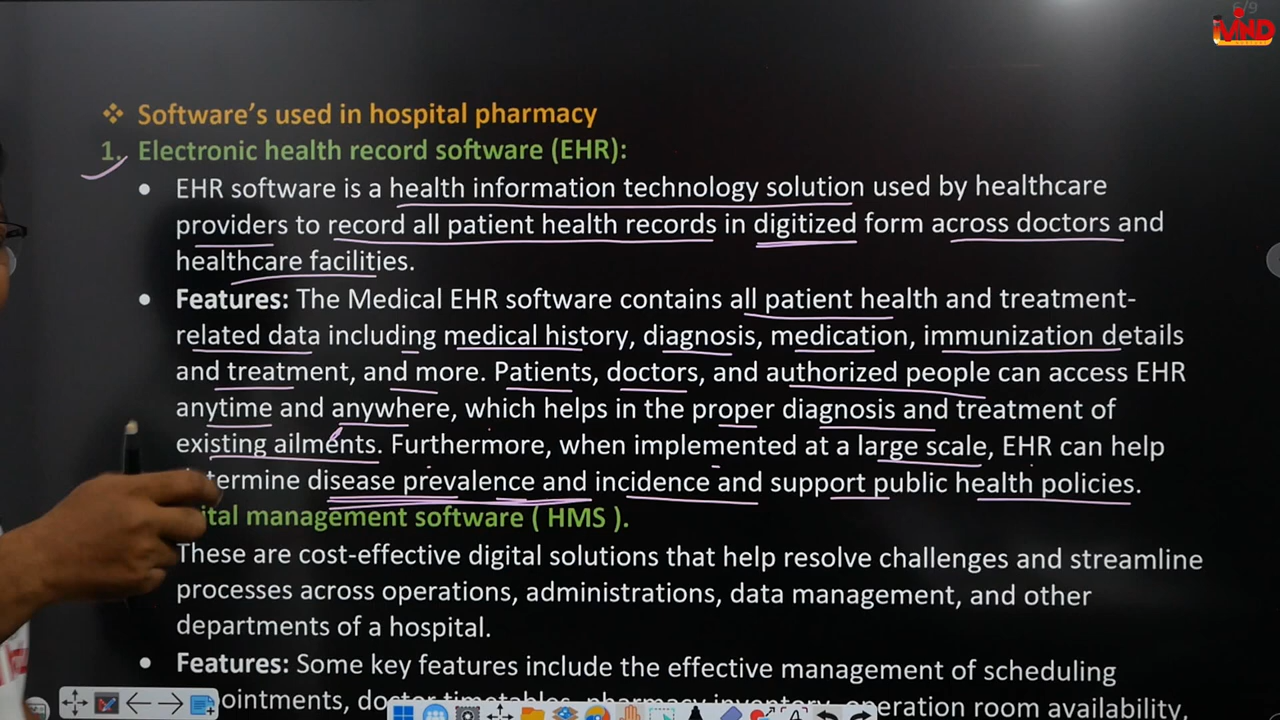 6/9
❖ Software's used in hospital pharmacy
1. Electronic health record software (EHR):
• EHR software is a health information technology solution used by healthcare
providers to record all patient health records in digitized form across doctors and
healthcare facilities.
• Features: The Medical EHR software contains all patient health and treatment-
related data including medical history, diagnosis, medication, immunization details
and treatment, and more. Patients, doctors, and authorized people can access EHR
anytime and anywhere, which helps in the proper diagnosis and treatment of
existing ailments. Furthermore, when implemented at a large scale, EHR can help
disease prevalence and incidence and support public health policies.
management software ( HMS ).
These are cost-effective digital solutions that help resolve challenges and streamline
processes across operations, administrations, data management, and other
departments of a hospital.
• Features: Some key features include the effective management of scheduling
pharmacy operation room availability,